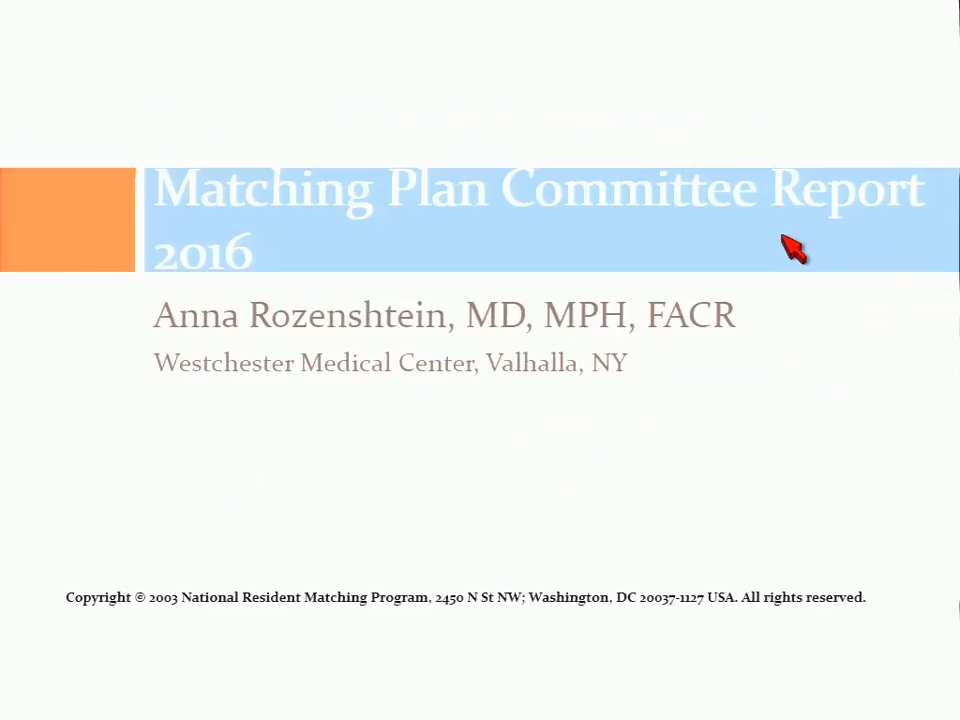 Matching Plan Committee Report
2016
Anna Rozenshtein, MD, MPH, FACR
Westchester Medical Center, Valhalla, NY
Copyright © 2003 National Resident Matching Program, 2450 N St NW; Washington, DC 20037-1127 USA. All rights reserved.